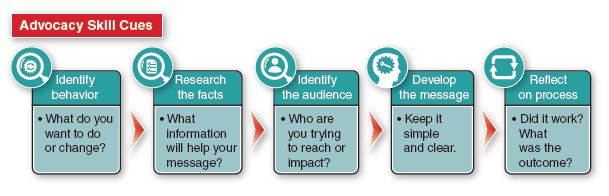 Advocacy Skill Cues
Identify
behavior
• What do you
want to do
or change?
Research
the facts
• What
information
will help your
message?
Identify
the audience
• Who are
you trying
to reach or
impact?
Develop
the message
• Keep it
simple
and clear.
Reflect
on process
• Did it work?
What
was the
outcome?